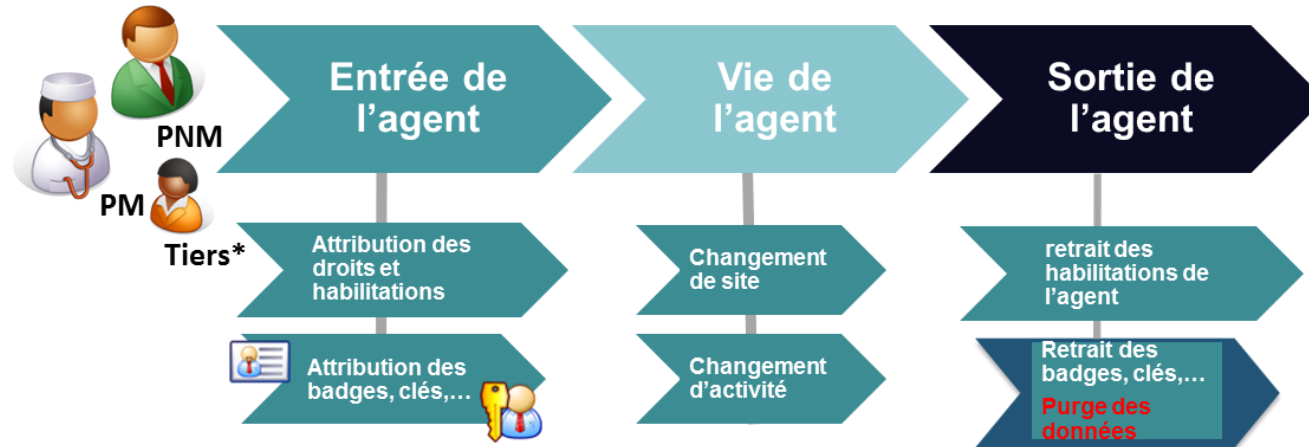 PNM
PM
Tiers*
Entrée de
l’agent
Vie de
l’agent
Sortie de
l’agent
Attribution des
droits et
habilitations
Changement
de site
retrait des
habilitations de
l’agent
Attribution des
badges, clés,...
Changement
d’activité
Retrait des
badges, clés,...
Purge des
données